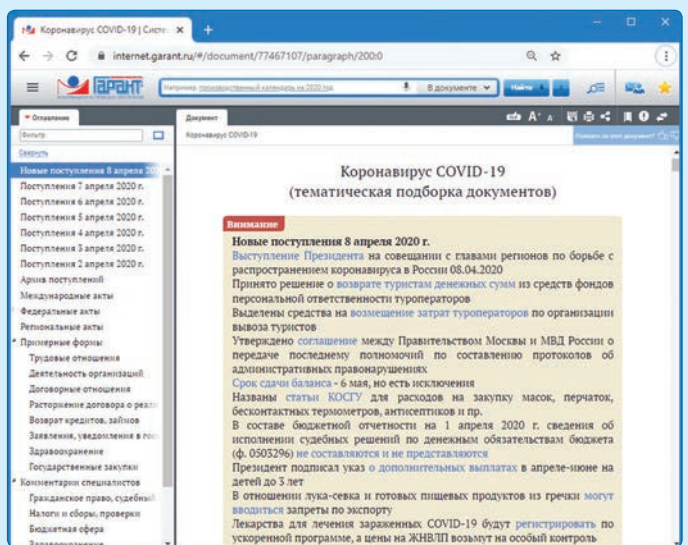 Коронавирус COVID-19 | Систе
internet.garant.ru/#/document/77467107/paragraph/200:0
ГАРАНТ
Например, производственный календарь на 2020 год
В документе
Найти
Оглавление
Документ
Фильтр
Коронавирус COVID-19
Свернуть
Новые поступления 8 апреля 20
Поступления 7 апреля 2020 г.
Поступления 6 апреля 2020 г.
Поступления 5 апреля 2020 г.
Поступления 4 апреля 2020 г.
Поступления 3 апреля 2020 г.
Поступления 2 апреля 2020 г.
Архив поступлений
Международные акты
Федеральные акты
Региональные акты
Примерные формы
Трудовые отношения
Деятельность организаций
Договорные отношения
Расторжение договора о реали
Возврат кредитов, займов
Заявления, уведомления в гос
Здравоохранение
Государственные закупки
Комментарии специалистов
Гражданское право, судебный
Налоги и сборы, проверки
Бюджетная сфера
Здравоохранение
Коронавирус COVID-19
(тематическая подборка документов)
Внимание
Новые поступления 8 апреля 2020 г.
Выступление Президента на совещании с главами регионов по борьбе с
распространением коронавируса в России 08.04.2020
Принято решение о возврате туристам денежных сумм из средств фондов
персональной ответственности туроператоров
Выделены средства на возмещение затрат туроператоров по организации
вывоза туристов
Утверждено соглашение между Правительством Москвы и МВД России о
передаче последнему полномочий по составлению протоколов об
административных правонарушениях
Срок сдачи баланса - 6 мая, но есть исключения
Названы статьи КОСГУ для расходов на закупку масок, перчаток,
бесконтактных термометров, антисептиков и пр.
В составе бюджетной отчетности на 1 апреля 2020 г. сведения об
исполнении судебных решений по денежным обязательствам бюджета
(ф. 0503296) не составляются и не представляются
Президент подписал указ о дополнительных выплатах в апреле-июне на
детей до 3 лет
В отношении лука-севка и готовых пищевых продуктов из гречки могут
вводиться запреты по экспорту
Лекарства для лечения зараженных COVID-19 будут регистрировать по
ускоренной программе, а цены на ЖНВЛП возьмут на особый контроль